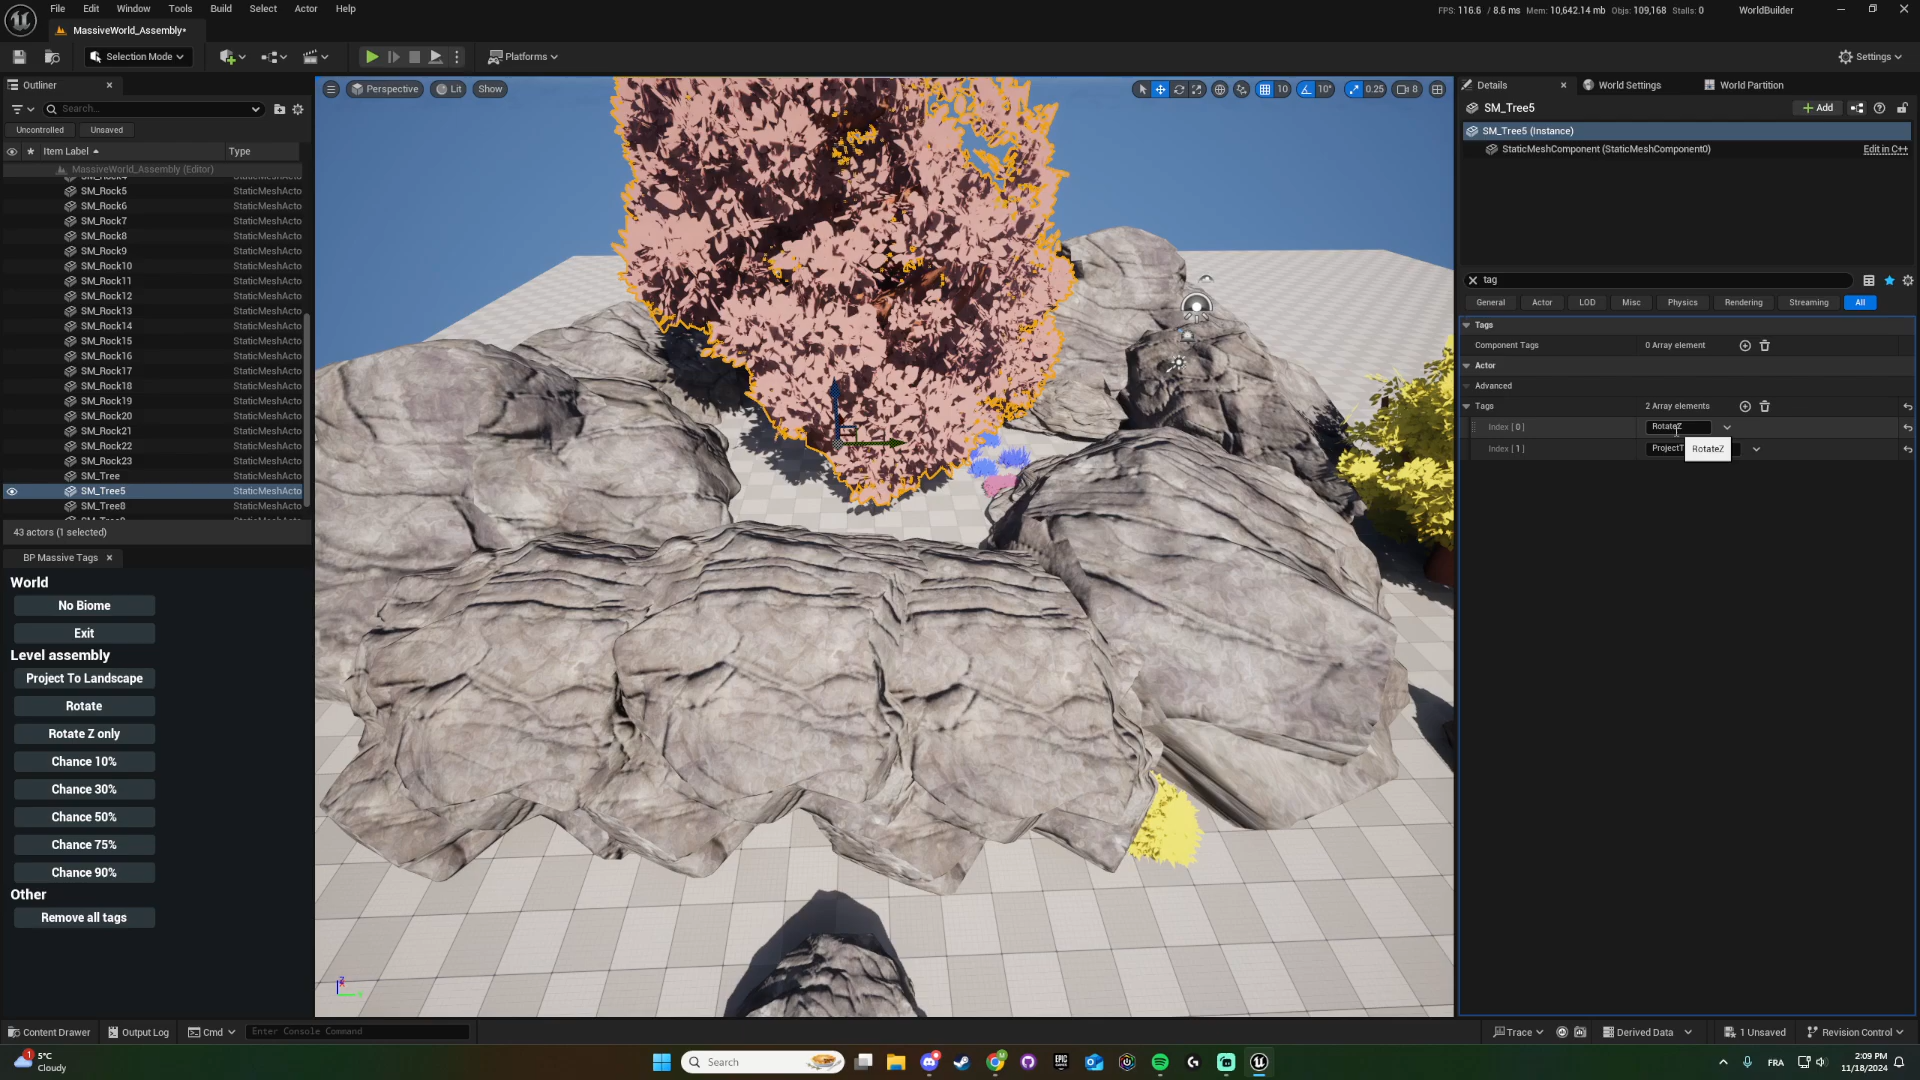 File Edit Window Tools Build Select Actor Help
FPS: 116.6 / 8.6 ms Mem: 10,642.14 mb Objs: 109,168 Stalls: 0 WorldBuilder
MassiveWorld_Assembly*
Selection Mode Platforms Settings
Outliner
Search...
Uncontrolled Unsaved
Item Label Type
MassiveWorld_Assembly (Editor)
SM_Rock4
SM_Rock5 StaticMeshActo
SM_Rock6 StaticMeshActo
SM_Rock7 StaticMeshActo
SM_Rock8 StaticMeshActo
SM_Rock9 StaticMeshActo
SM_Rock10 StaticMeshActo
SM_Rock11 StaticMeshActo
SM_Rock12 StaticMeshActo
SM_Rock13 StaticMeshActo
SM_Rock14 StaticMeshActo
SM_Rock15 StaticMeshActo
SM_Rock16 StaticMeshActo
SM_Rock17 StaticMeshActo
SM_Rock18 StaticMeshActo
SM_Rock19 StaticMeshActo
SM_Rock20 StaticMeshActo
SM_Rock21 StaticMeshActo
SM_Rock22 StaticMeshActo
SM_Rock23 StaticMeshActo
SM_Tree StaticMeshActo
SM_Tree5 StaticMeshActo
SM_Tree8 StaticMeshActo
43 actors (1 selected)
BP Massive Tags
World
No Biome
Exit
Level assembly
Project To Landscape
Rotate
Rotate Z only
Chance 10%
Chance 30%
Chance 50%
Chance 75%
Chance 90%
Other
Remove all tags
Perspective Lit Show
10 10° 0.25 8
Details World Settings World Partition
SM_Tree5
Add
SM_Tree5 (Instance)
StaticMeshComponent (StaticMeshComponent0) Edit in C++
tag
General Actor LOD Misc Physics Rendering Streaming All
Tags
Component Tags 0 Array element
Actor
Advanced
Tags 2 Array elements
Index [ 0 ] RotateZ
Index [ 1 ] ProjectT
RotateZ
Content Drawer Output Log Cmd Enter Console Command
Trace Derived Data 1 Unsaved Revision Control
1
5°C
Cloudy
Search
FRA
2:09 PM
11/18/2024